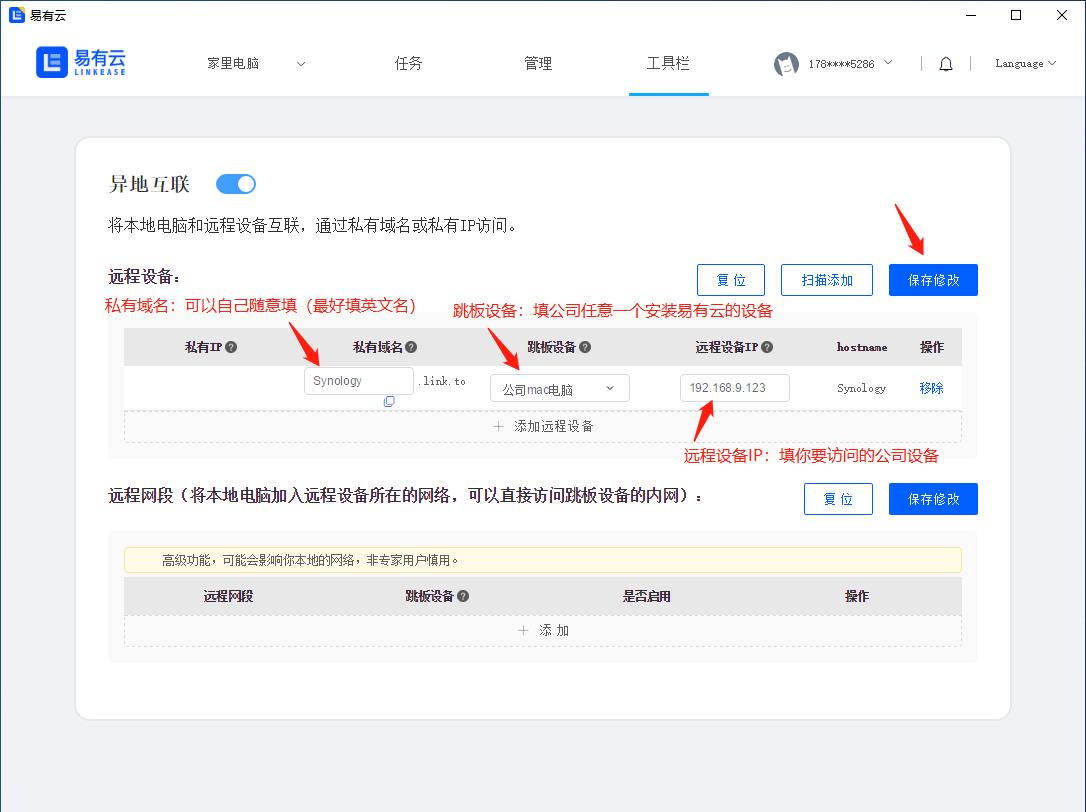 易有云
易有云
LINKEASE
家里电脑
任务
管理
工具栏
178****5286
Language
异地互联
将本地电脑和远程设备互联，通过私有域名或私有IP访问。
远程设备：
复 位
扫描添加
保存修改
私有域名：可以自己随意填（最好填英文名）
跳板设备：填公司任意一个安装易有云的设备
私有IP
私有域名
跳板设备
远程设备IP
hostname
操作
Synology
.link.to
公司mac电脑
192.168.9.123
Synology
移除
添加远程设备
远程设备IP：填你要访问的公司设备
远程网段（将本地电脑加入远程设备所在的网络，可以直接访问跳板设备的内网）：
复 位
保存修改
高级功能，可能会影响你本地的网络，非专家用户慎用。
远程网段
跳板设备
是否启用
操作
添 加